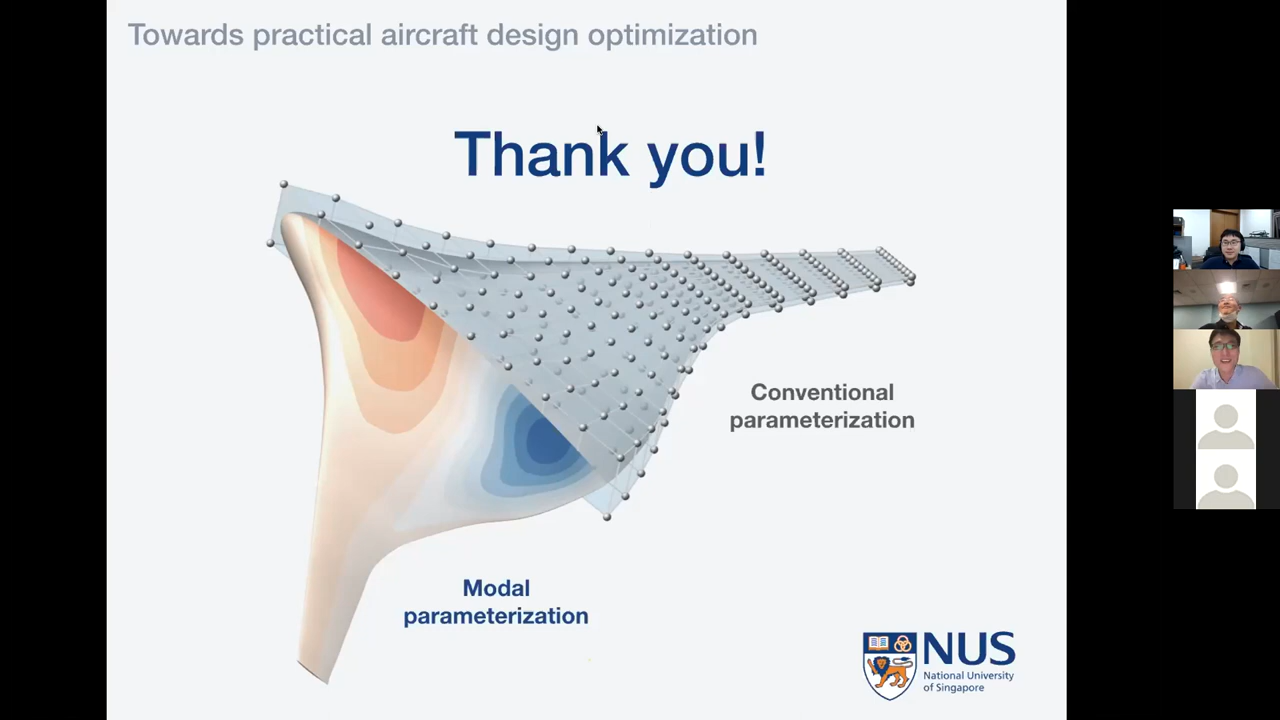 Towards practical aircraft design optimization
Thank you!
Conventional
parameterization
Modal
parameterization
NUS
National University
of Singapore